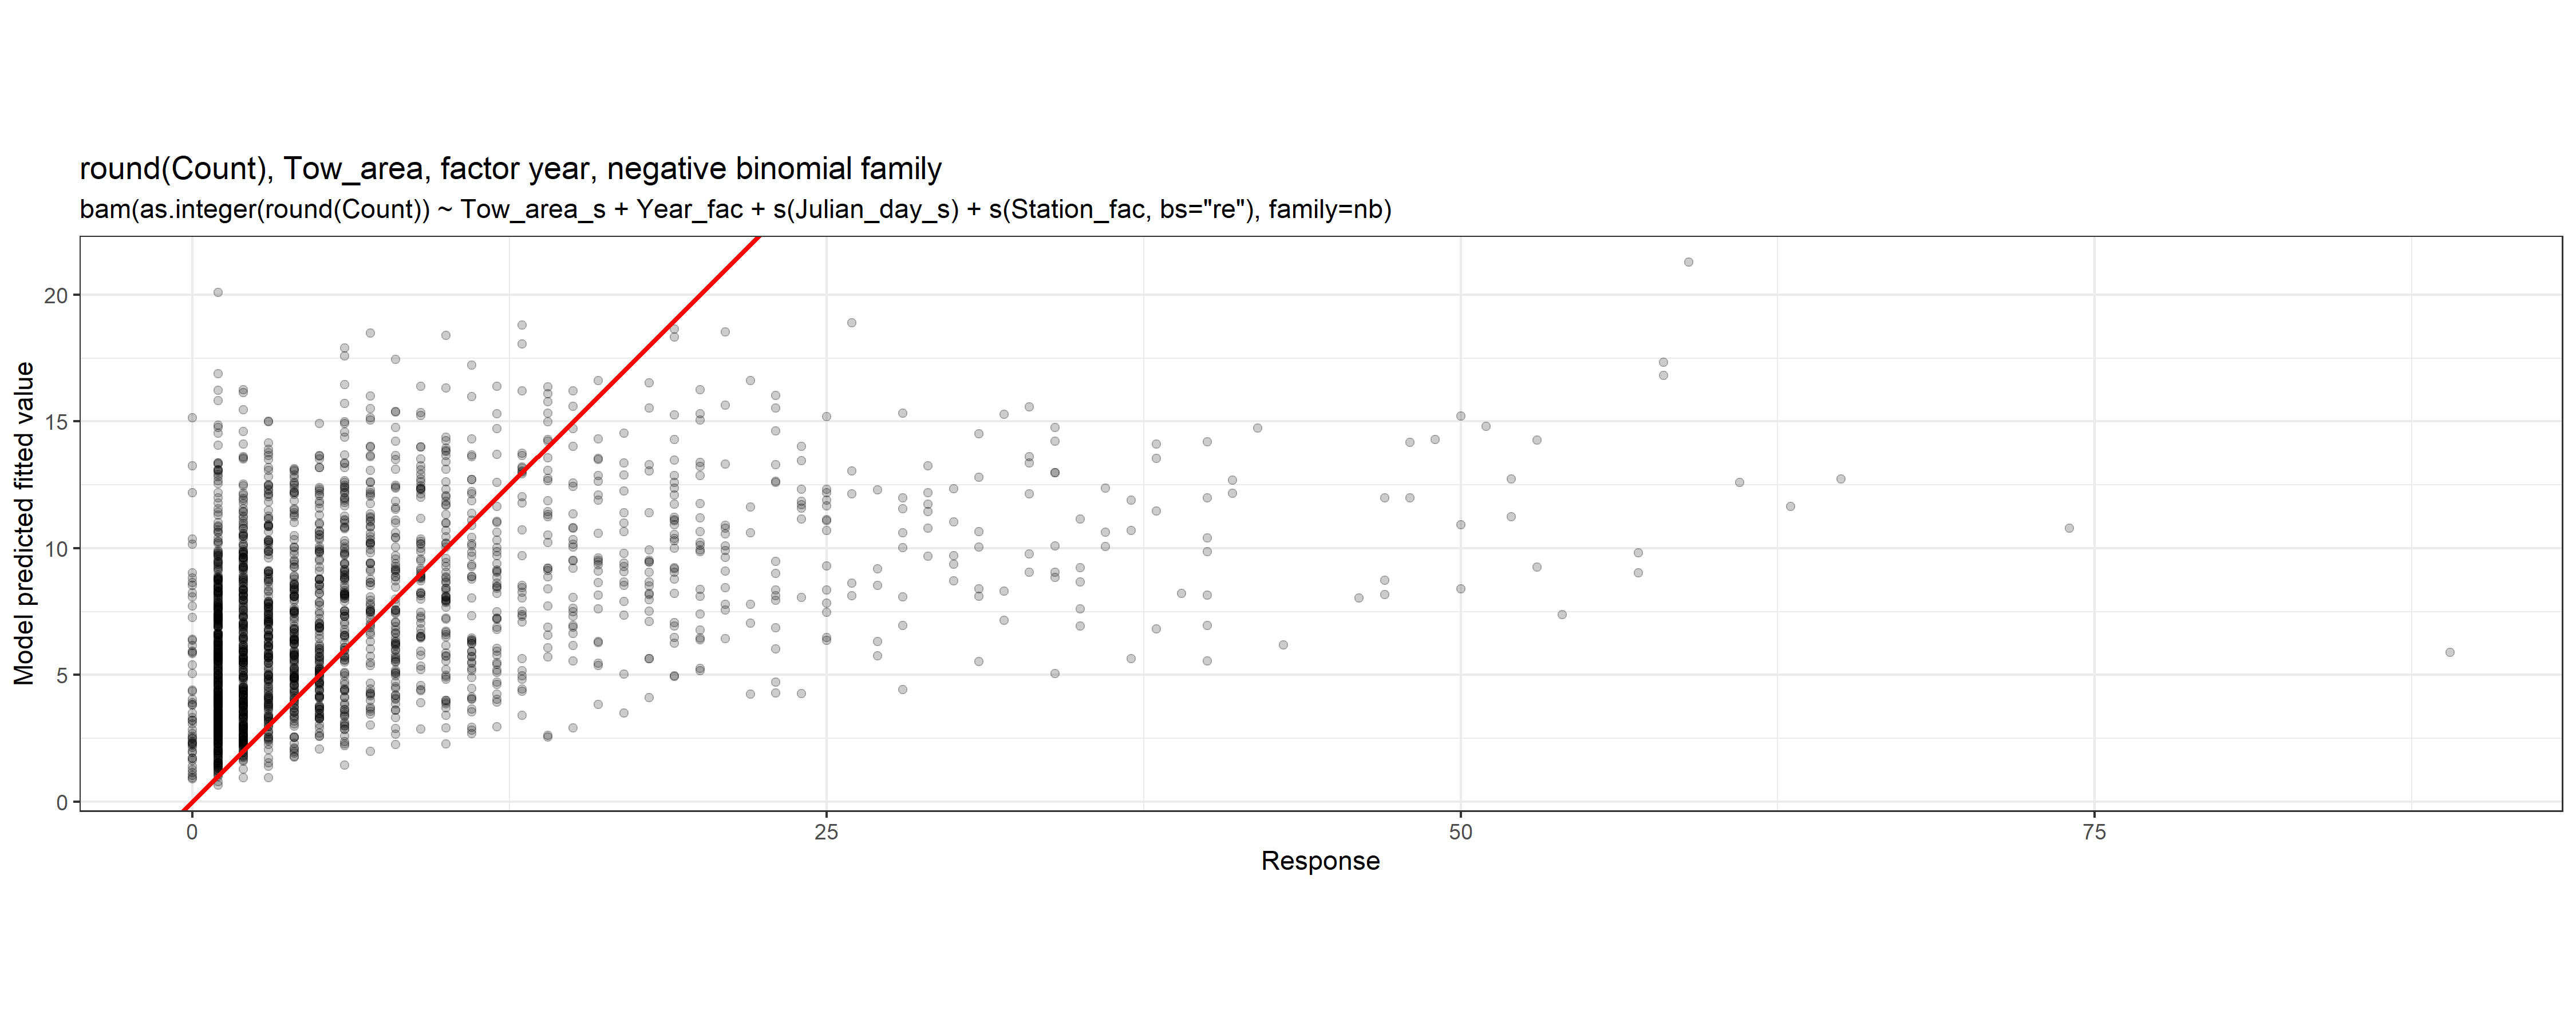 round(Count), Tow_area, factor year, negative binomial family
bam(as.integer(round(Count)) ~ Tow_area_s + Year_fac + s(Julian_day_s) + s(Station_fac, bs="re"), family=nb)
Model predicted fitted value
20
15
10
5
0
0 25 50 75
Response